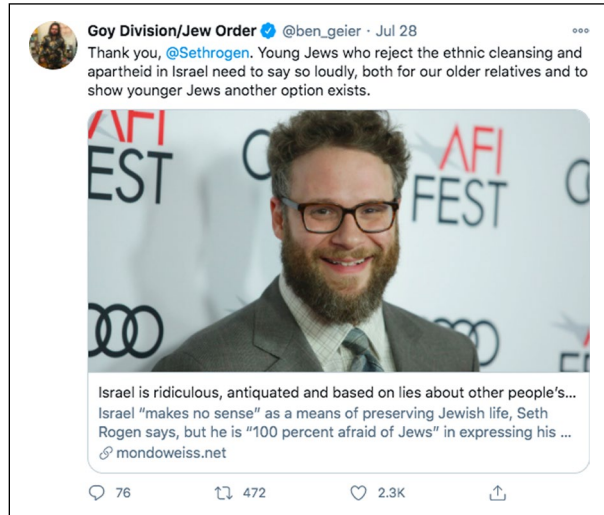 Goy Division/Jew Order @ben_geier · Jul 28
Thank you, @Sethrogen. Young Jews who reject the ethnic cleansing and
apartheid in Israel need to say so loudly, both for our older relatives and to
show younger Jews another option exists.
AFI
EST
AFI
FEST
Israel is ridiculous, antiquated and based on lies about other people's...
Israel “makes no sense” as a means of preserving Jewish life, Seth
Rogen says, but he is “100 percent afraid of Jews” in expressing his ...
mondoweiss.net
76 472 2.3K